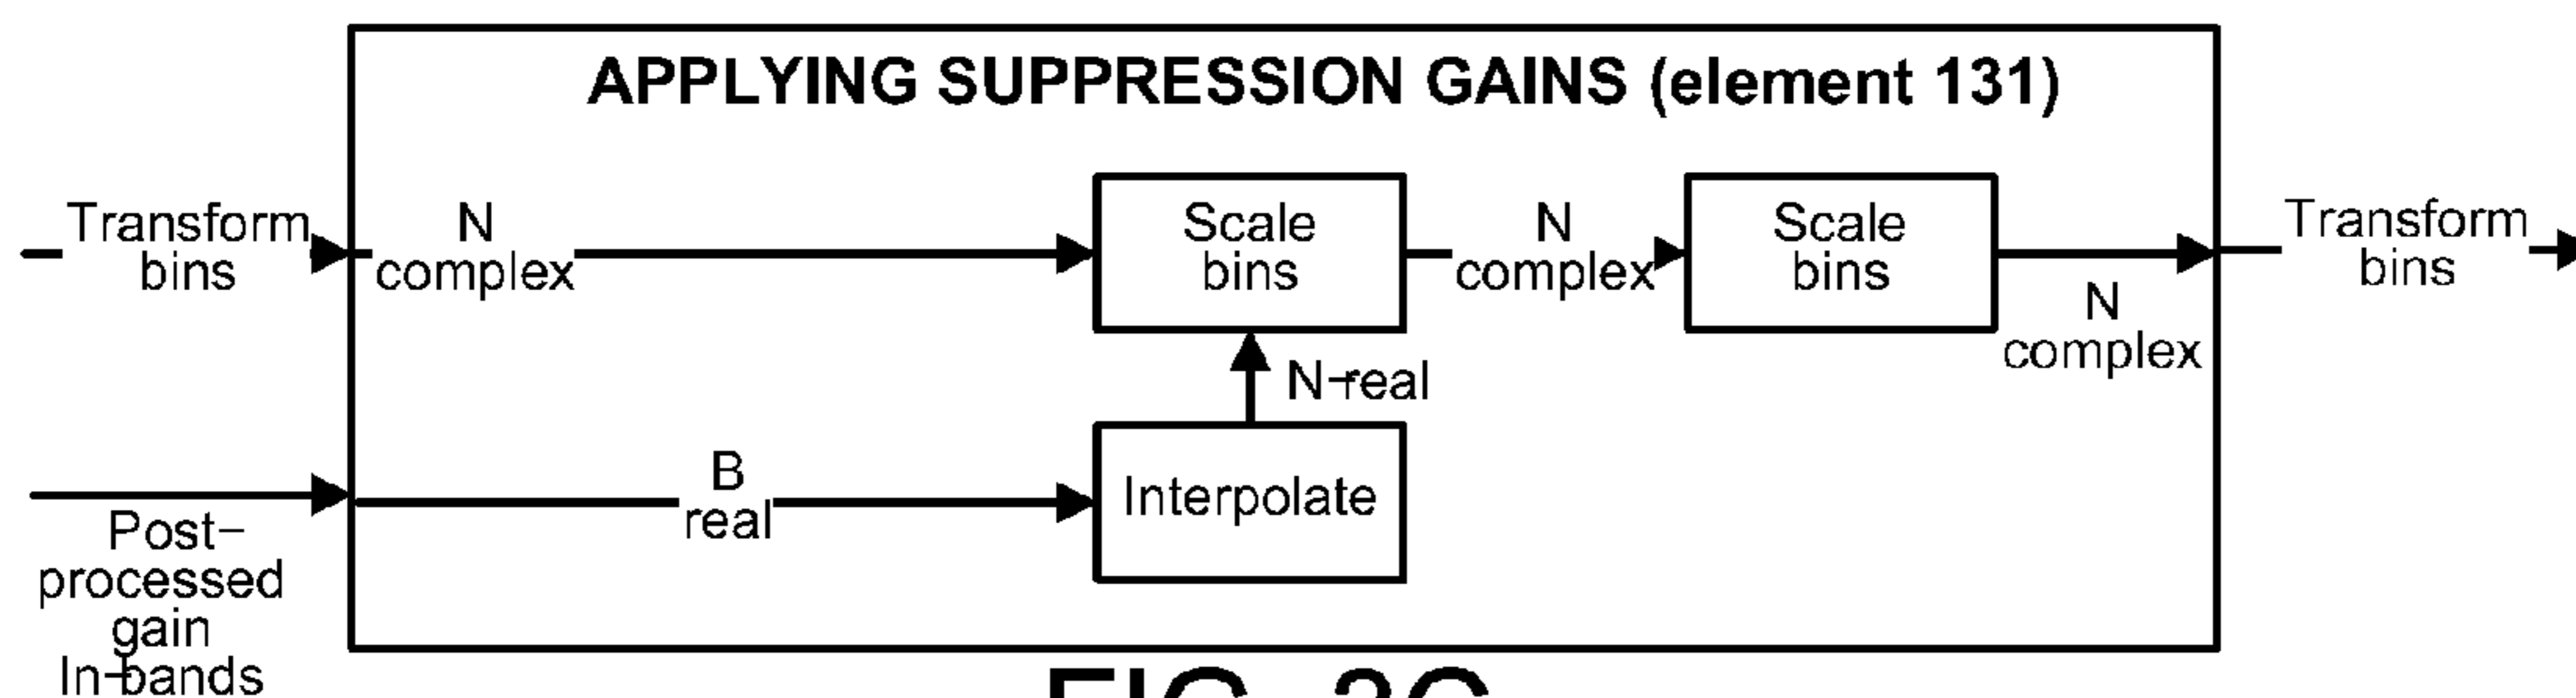 APPLYING SUPPRESSION GAINS (element 131)
Transform
bins
N
complex
Scale
bins
N
complex
Scale
bins
N
complex
Transform
bins
N-real
B
real
Interpolate
Post-
processed
gain
In-bands